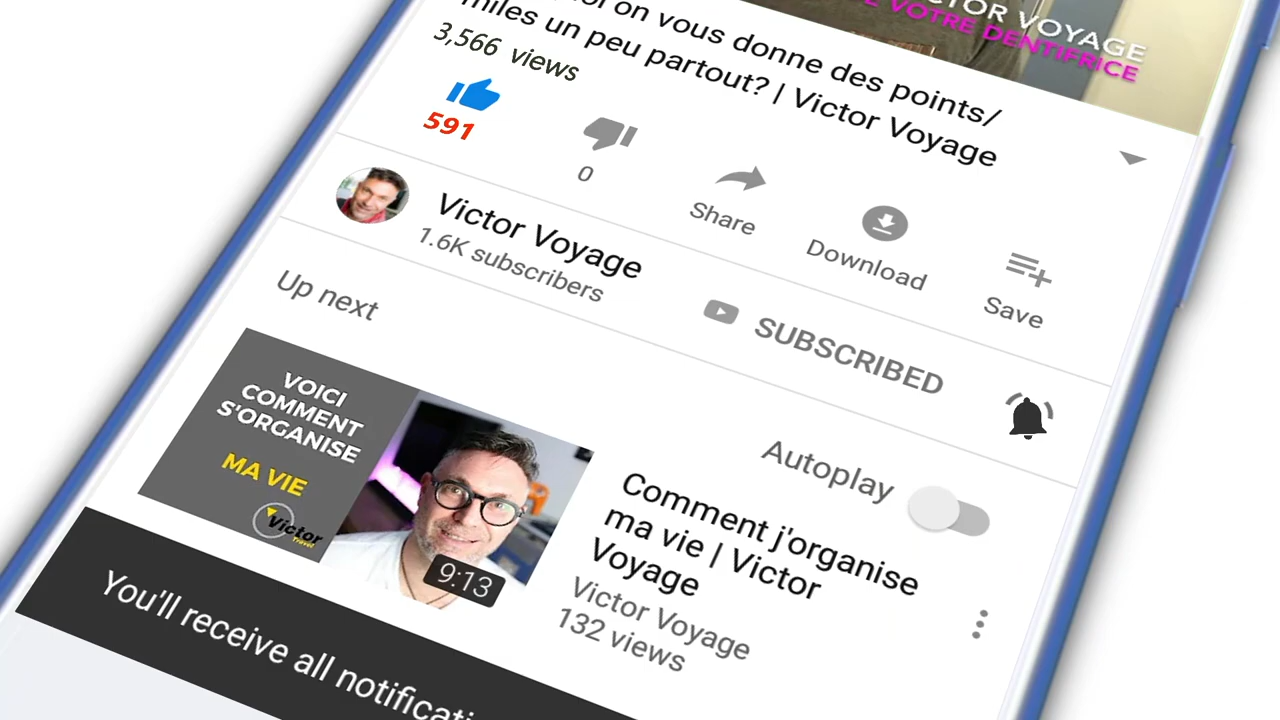 CTOR VOYAGE
VOTRE DENTIFRICE
on vous donne des points/
miles un peu partout? | Victor Voyage
3,566 views
591
0
Share
Download
Save
Victor Voyage
1.6K subscribers
SUBSCRIBED
Up next
Autoplay
VOICI
COMMENT
S'ORGANISE
MA VIE
Victor
Travel
9:13
Comment j'organise
ma vie | Victor
Voyage
Victor Voyage
132 views
You'll receive all notificati